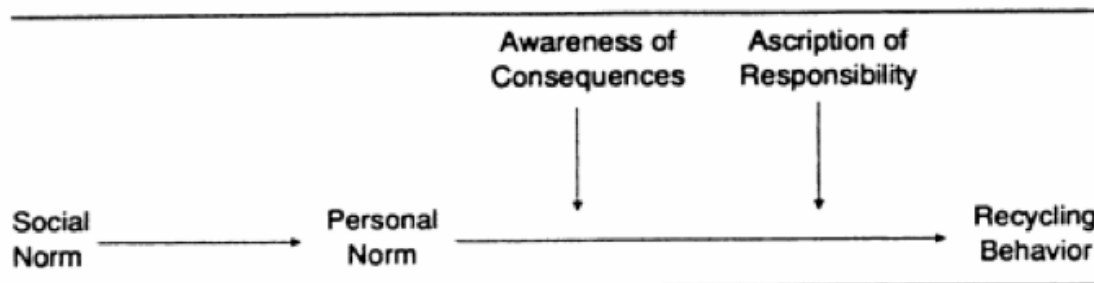 Awareness of
Consequences
Ascription of
Responsibility
Social
Norm
Personal
Norm
Recycling
Behavior